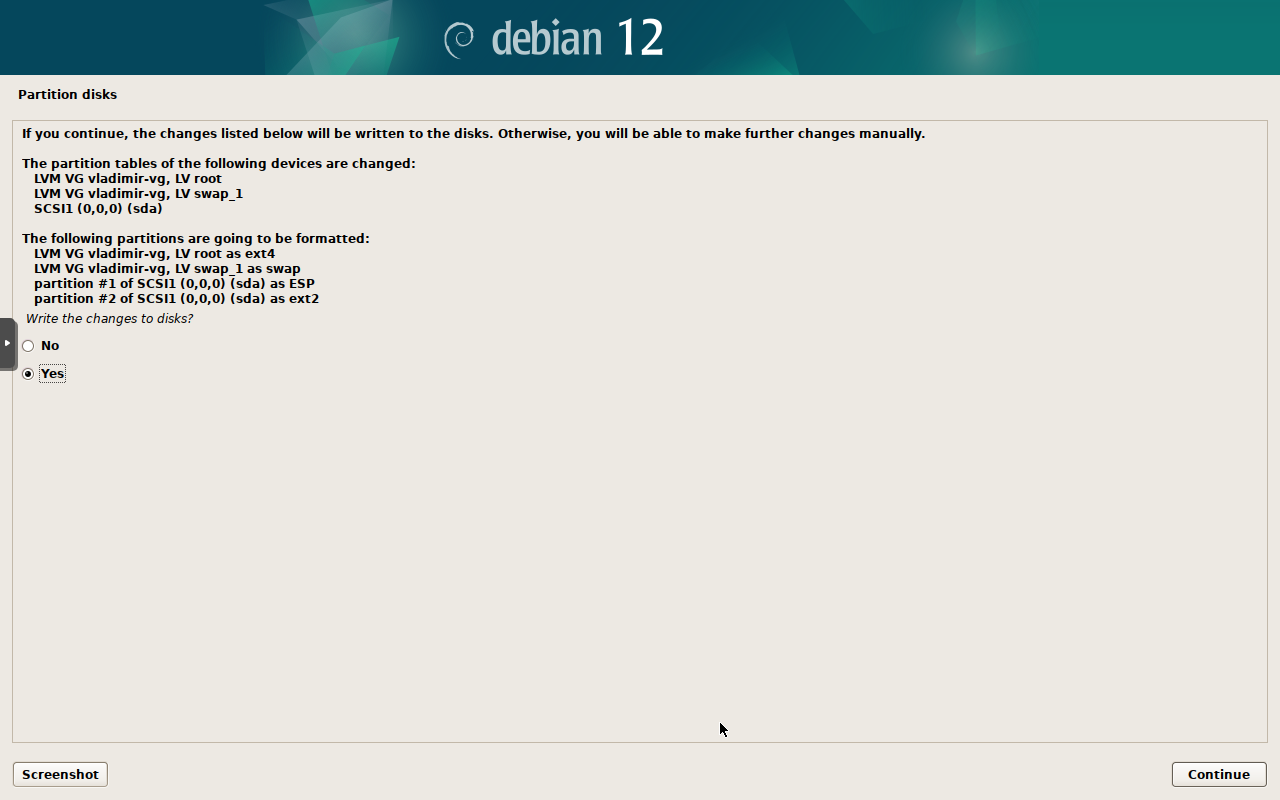 debian 12
Partition disks
If you continue, the changes listed below will be written to the disks. Otherwise, you will be able to make further changes manually.
The partition tables of the following devices are changed:
LVM VG vladimir-vg, LV root
LVM VG vladimir-vg, LV swap_1
SCSI1 (0,0,0) (sda)
The following partitions are going to be formatted:
LVM VG vladimir-vg, LV root as ext4
LVM VG vladimir-vg, LV swap_1 as swap
partition #1 of SCSI1 (0,0,0) (sda) as ESP
partition #2 of SCSI1 (0,0,0) (sda) as ext2
Write the changes to disks?
No
Yes
Screenshot
Continue